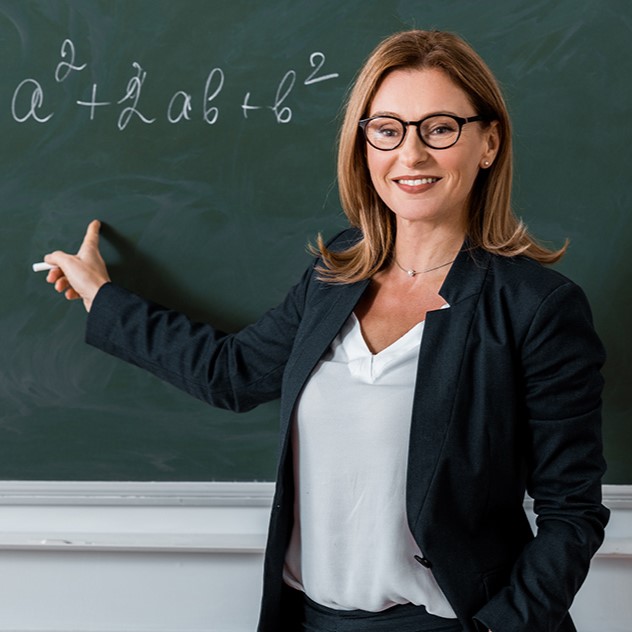 a² + 2ab + b²